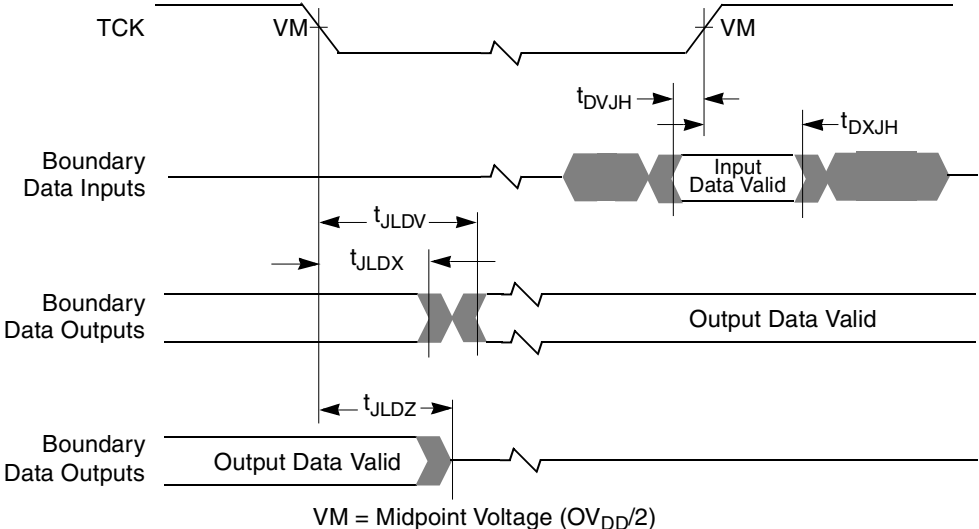 TCK
VM
VM
tDVJH
tDXJH
Boundary
Data Inputs
Input
Data Valid
tJLDV
tJLDX
Boundary
Data Outputs
Output Data Valid
tJLDZ
Boundary
Data Outputs
Output Data Valid
VM = Midpoint Voltage (OVDD/2)